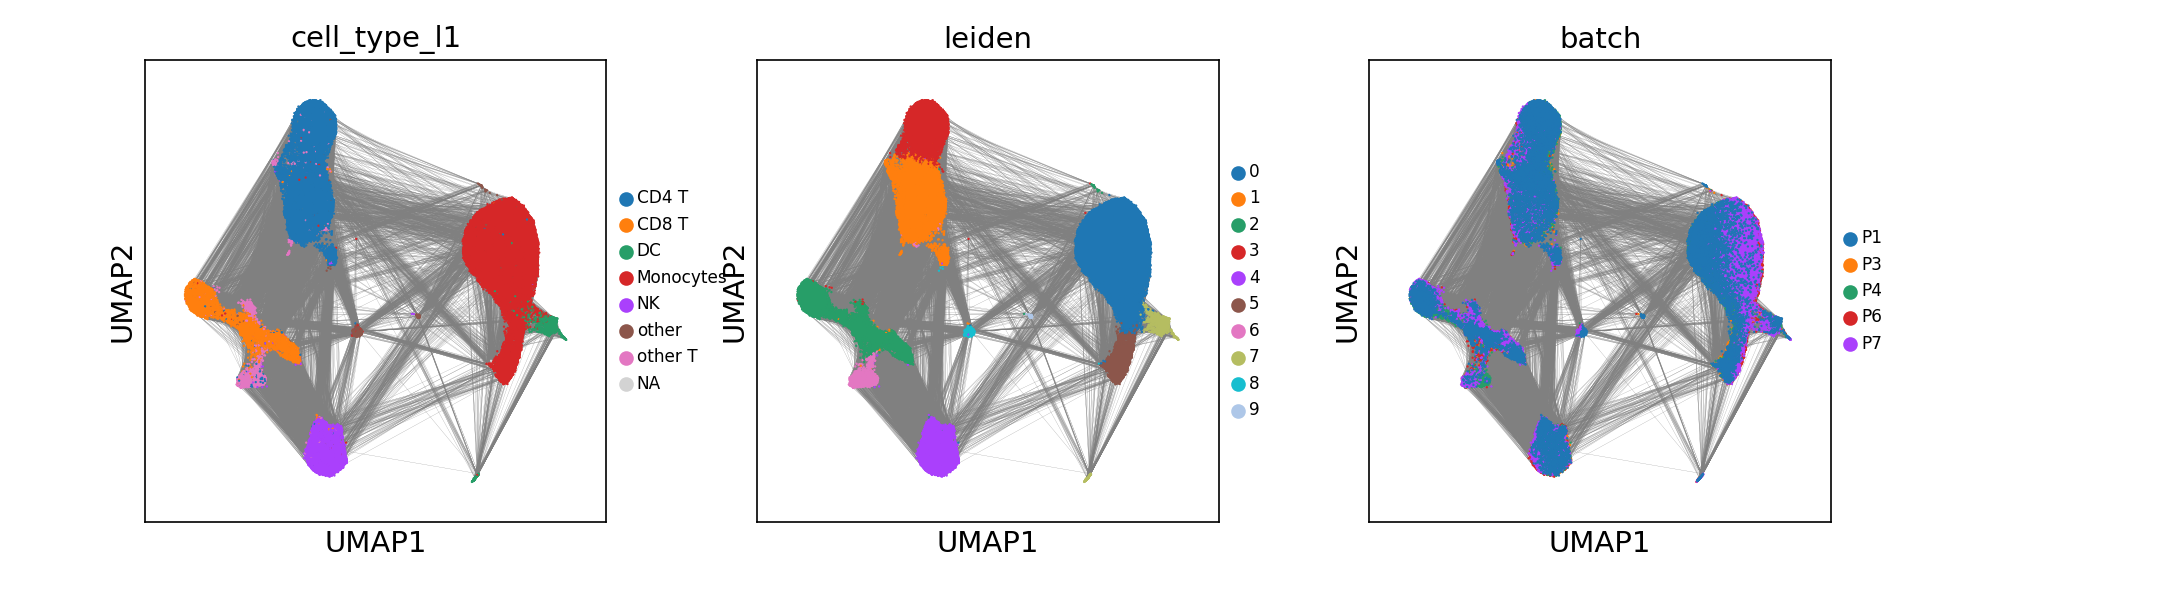 cell_type_l1
UMAP2
UMAP1
CD4 T
CD8 T
DC
Monocytes
NK
other
other T
NA
leiden
UMAP2
UMAP1
0
1
2
3
4
5
6
7
8
9
batch
UMAP2
UMAP1
P1
P3
P4
P6
P7